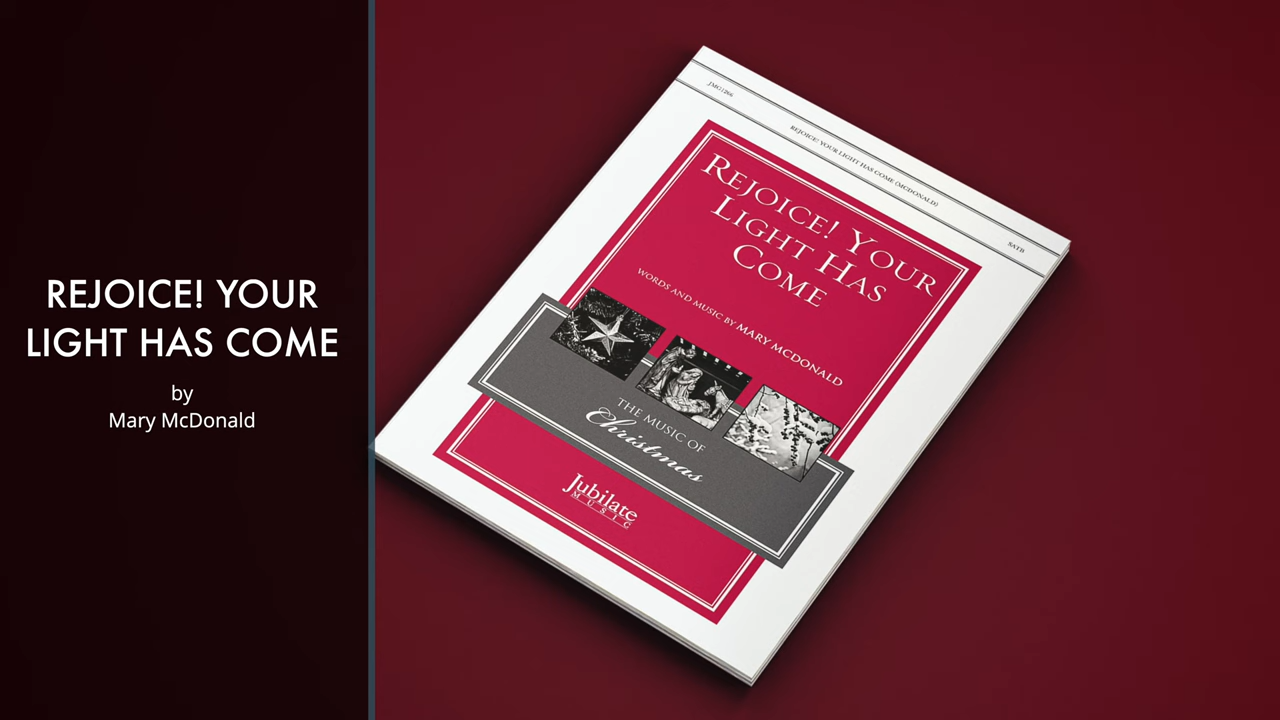 REJOICE! YOUR
LIGHT HAS COME
by
Mary McDonald
REJOICE! YOUR LIGHT HAS COME (MCDONALD)
SATB
REJOICE! YOUR
LIGHT HAS
COME
WORDS AND MUSIC BY MARY MCDONALD
THE MUSIC OF
Christmas
Jubilate
MUSIC